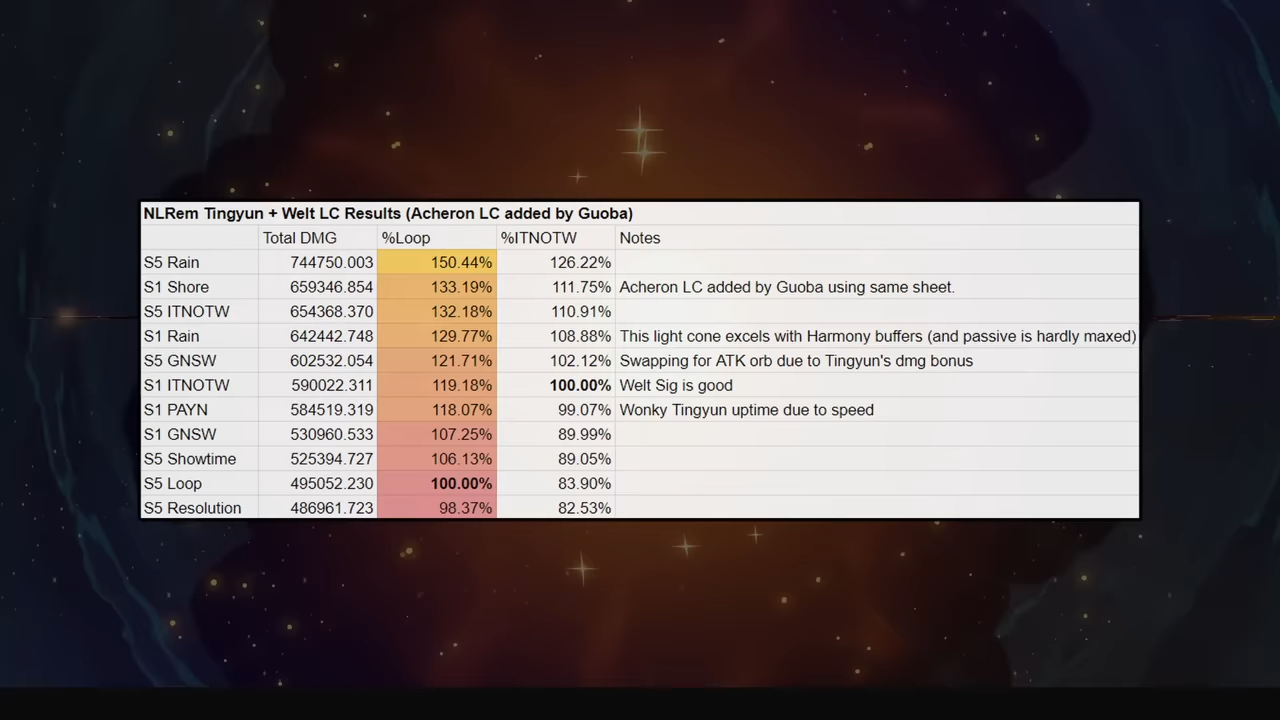 NLRem Tingyun + Welt LC Results (Acheron LC added by Guoba)
Total DMG %Loop %ITNOTW Notes
S5 Rain 744750.003 150.44% 126.22%
S1 Shore 659346.854 133.19% 111.75% Acheron LC added by Guoba using same sheet.
S5 ITNOTW 654368.370 132.18% 110.91%
S1 Rain 642442.748 129.77% 108.88% This light cone excels with Harmony buffers (and passive is hardly maxed)
S5 GNSW 602532.054 121.71% 102.12% Swapping for ATK orb due to Tingyun's dmg bonus
S1 ITNOTW 590022.311 119.18% 100.00% Welt Sig is good
S1 PAYN 584519.319 118.07% 99.07% Wonky Tingyun uptime due to speed
S1 GNSW 530960.533 107.25% 89.99%
S5 Showtime 525394.727 106.13% 89.05%
S5 Loop 495052.230 100.00% 83.90%
S5 Resolution 486961.723 98.37% 82.53%